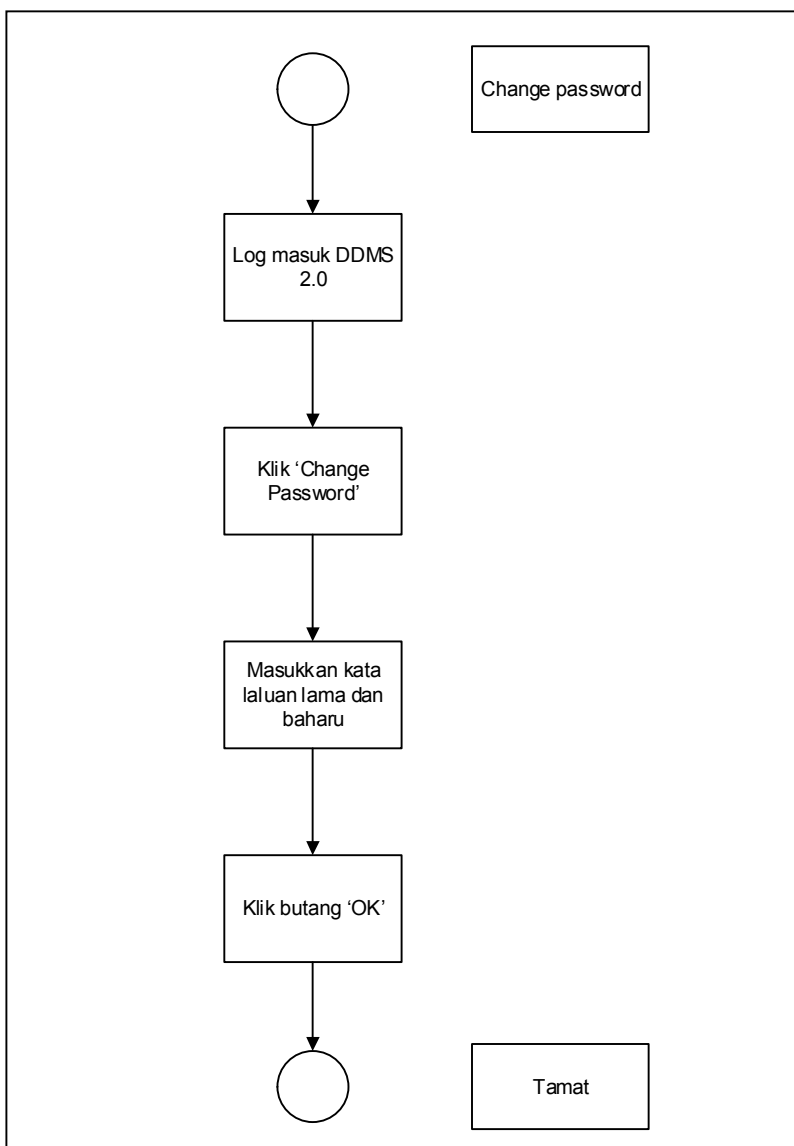 Change password
Log masuk DDMS
2.0
Klik ‘Change
Password’
Masukkan kata
laluan lama dan
baharu
Klik butang ‘OK’
Tamat